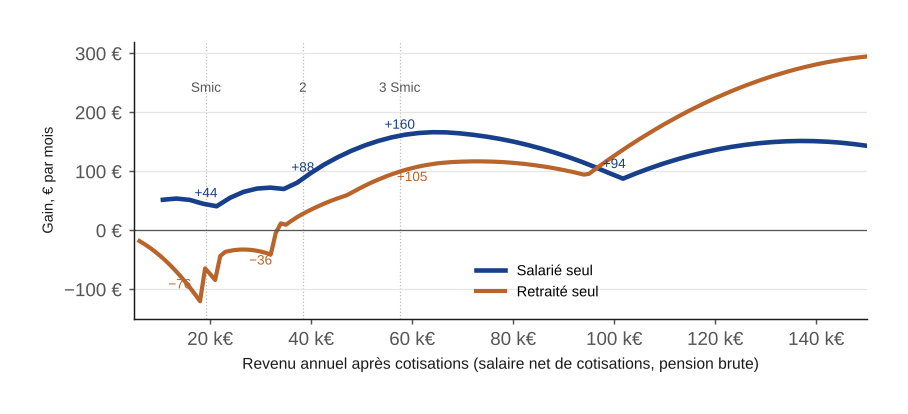 300 €
200 €
100 €
0 €
−100 €
Gain, € par mois
Smic
2
3 Smic
+44
+88
+160
+94
+105
−76
−36
Salarié seul
Retraité seul
20 k€
40 k€
60 k€
80 k€
100 k€
120 k€
140 k€
Revenu annuel après cotisations (salaire net de cotisations, pension brute)